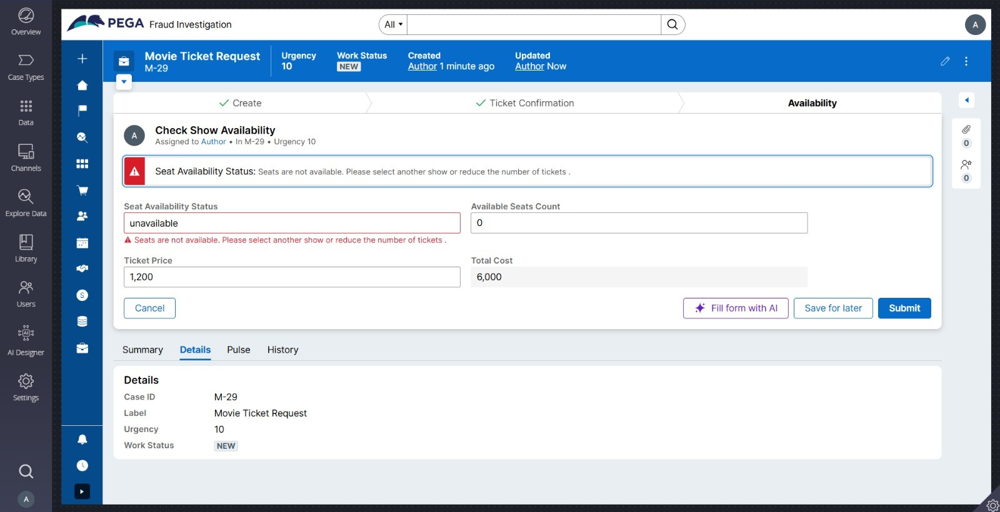 Overview
Case Types
Data
Channels
Explore Data
Library
Users
AI
AI Designer
Settings
A
PEGA Fraud Investigation
All
A
Movie Ticket Request
M-29
Urgency
10
Work Status
NEW
Created
Author 1 minute ago
Updated
Author Now
Create
Ticket Confirmation
Availability
A
Check Show Availability
Assigned to Author • In M-29 • Urgency 10
Seat Availability Status: Seats are not available. Please select another show or reduce the number of tickets .
Seat Availability Status
unavailable
Seats are not available. Please select another show or reduce the number of tickets .
Available Seats Count
0
Ticket Price
1,200
Total Cost
6,000
Cancel
Fill form with AI
Save for later
Submit
0
0
Summary
Details
Pulse
History
Details
Case ID M-29
Label Movie Ticket Request
Urgency 10
Work Status NEW